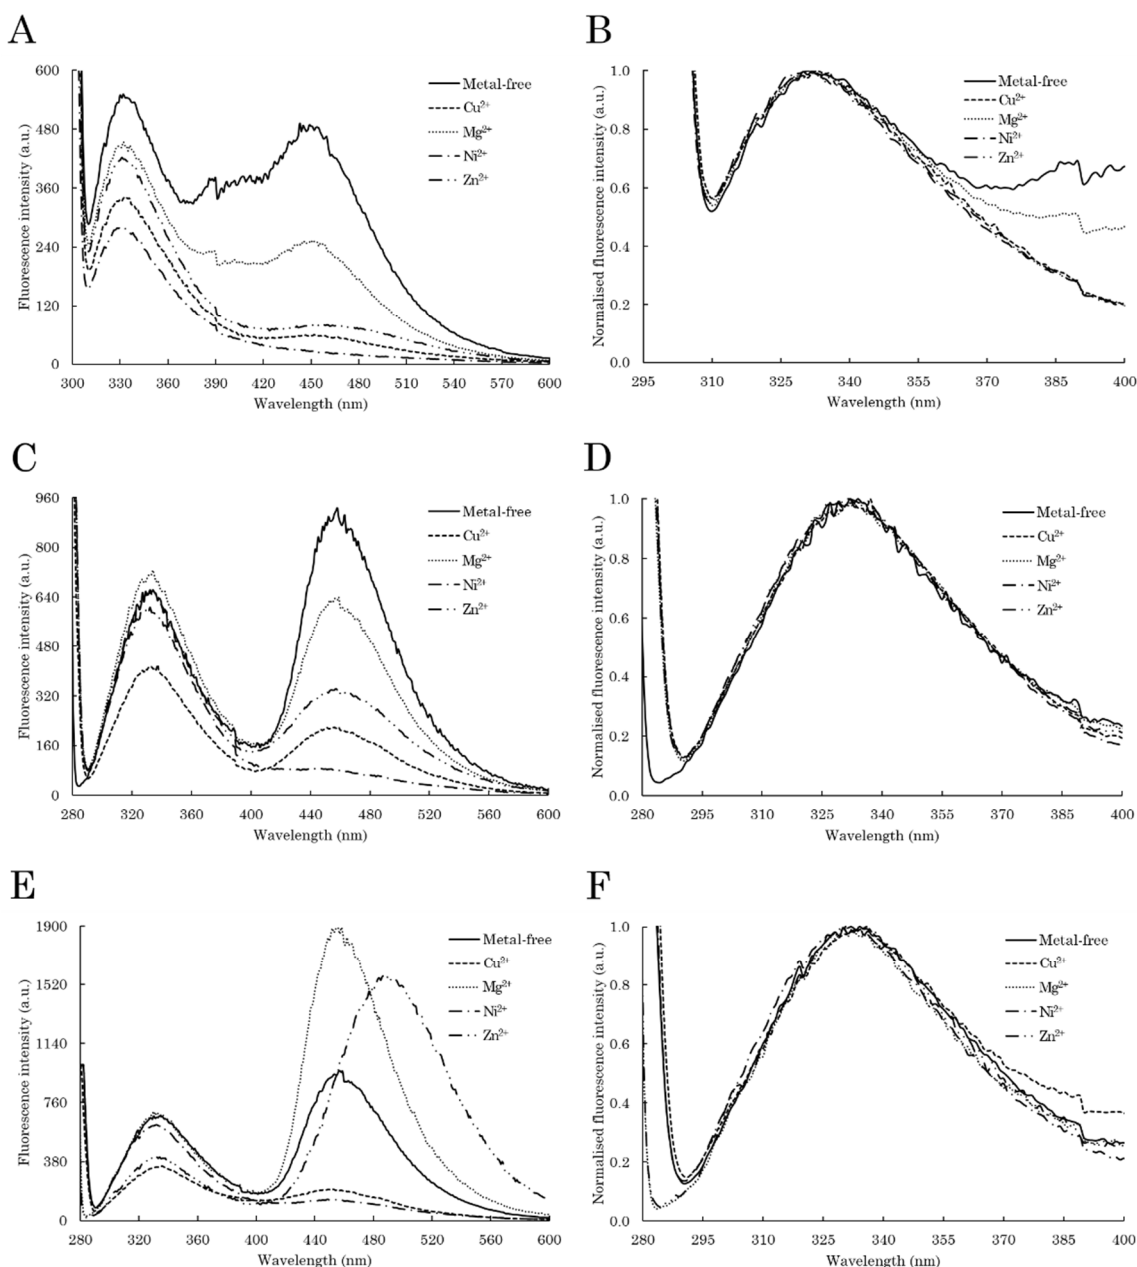 A
Fluorescence intensity (a.u.)
600
480
360
240
120
0
300 330 360 390 420 450 480 510 540 570 600
Wavelength (nm)
Metal-free
Cu²⁺
Mg²⁺
Ni²⁺
Zn²⁺
B
Normalised fluorescence intensity (a.u.)
1.0
0.8
0.6
0.4
0.2
0.0
295 310 325 340 355 370 385 400
Wavelength (nm)
Metal-free
Cu²⁺
Mg²⁺
Ni²⁺
Zn²⁺
C
Fluorescence intensity (a.u.)
960
800
640
480
320
160
0
280 320 360 400 440 480 520 560 600
Wavelength (nm)
Metal-free
Cu²⁺
Mg²⁺
Ni²⁺
Zn²⁺
D
Normalised fluorescence intensity (a.u.)
1.0
0.8
0.6
0.4
0.2
0.0
280 295 310 325 340 355 370 385 400
Wavelength (nm)
Metal-free
Cu²⁺
Mg²⁺
Ni²⁺
Zn²⁺
E
Fluorescence intensity (a.u.)
1900
1520
1140
760
380
0
280 320 360 400 440 480 520 560 600
Wavelength (nm)
Metal-free
Cu²⁺
Mg²⁺
Ni²⁺
Zn²⁺
F
Normalised fluorescence intensity (a.u.)
1.0
0.8
0.6
0.4
0.2
0.0
280 295 310 325 340 355 370 385 400
Wavelength (nm)
Metal-free
Cu²⁺
Mg²⁺
Ni²⁺
Zn²⁺